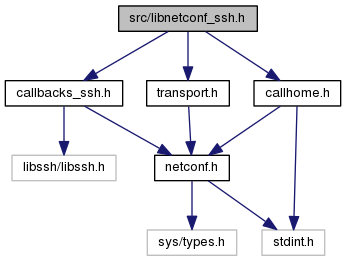 src/libnetconf_ssh.h
callbacks_ssh.h
transport.h
callhome.h
libssh/libssh.h
netconf.h
sys/types.h
stdint.h